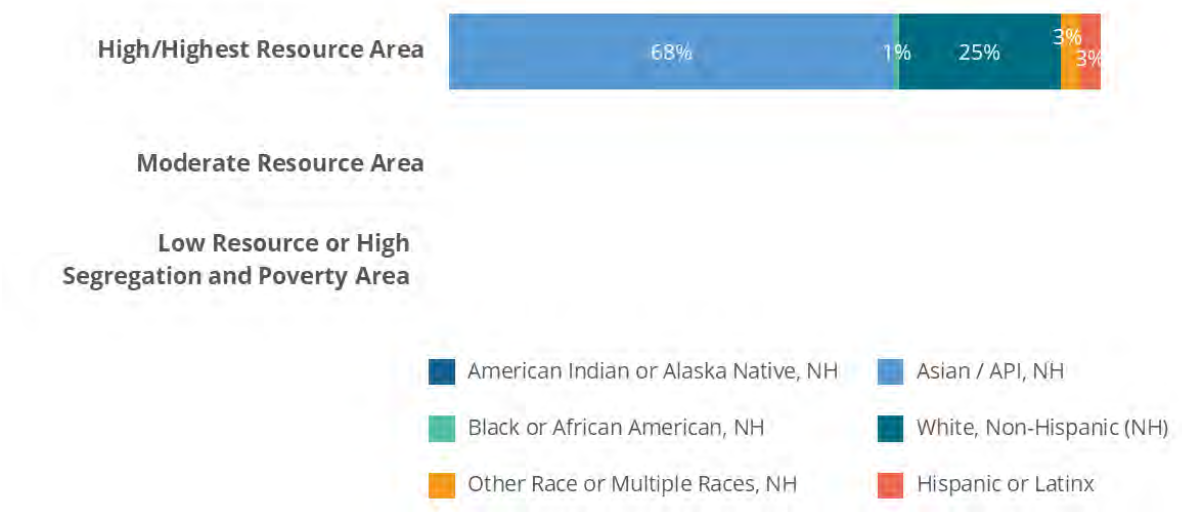 High/Highest Resource Area
68%
1%
25%
3%
3%
Moderate Resource Area
Low Resource or High
Segregation and Poverty Area
American Indian or Alaska Native, NH
Asian / API, NH
Black or African American, NH
White, Non-Hispanic (NH)
Other Race or Multiple Races, NH
Hispanic or Latinx